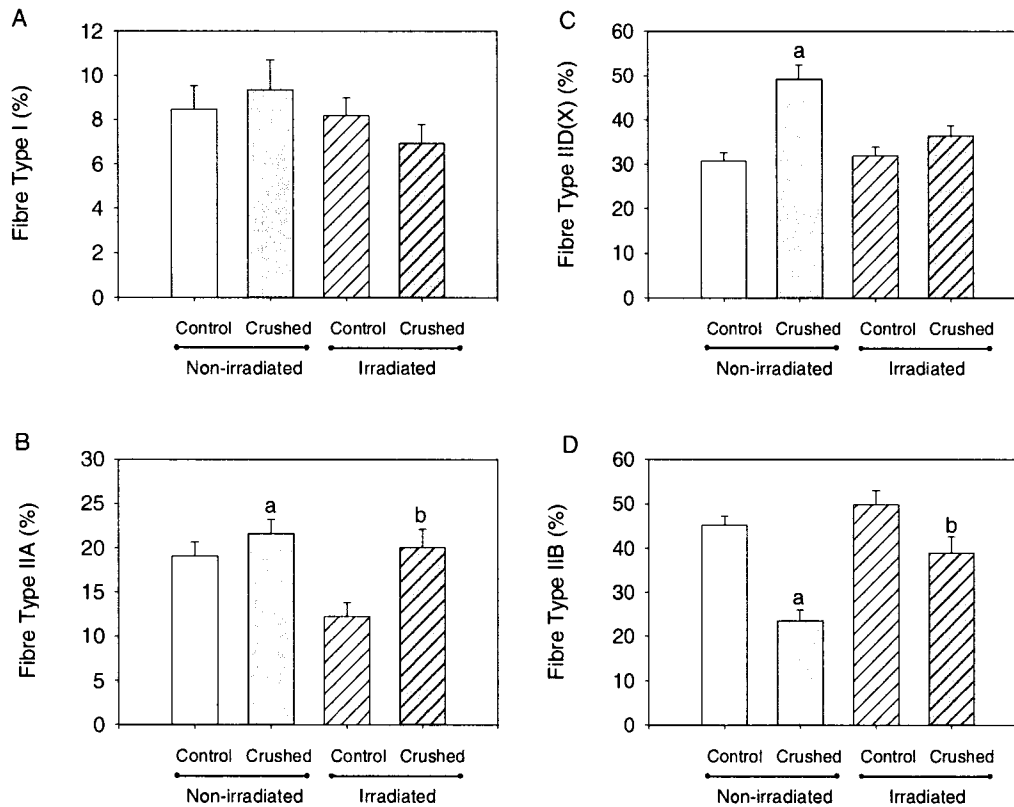 A
Fibre Type I (%)
12
10
8
6
4
2
0
Control Crushed Control Crushed
Non-irradiated Irradiated
C
Fibre Type IID(X) (%)
60
50
40
30
20
10
0
a
Control Crushed Control Crushed
Non-irradiated Irradiated
B
Fibre Type IIA (%)
30
25
20
15
10
5
0
a b
Control Crushed Control Crushed
Non-irradiated Irradiated
D
Fibre Type IIB (%)
60
50
40
30
20
10
0
a b
Control Crushed Control Crushed
Non-irradiated Irradiated